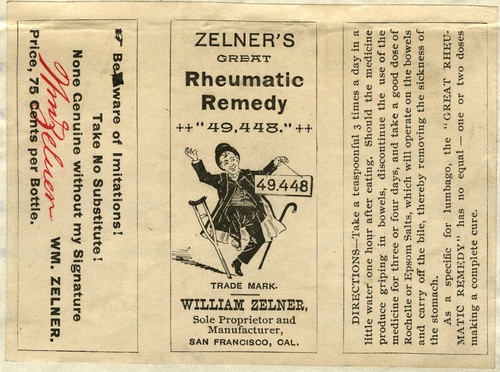 ☞ Beware of Imitations!
Take No Substitute!
None Genuine without my Signature
WM. ZELNER.
Wm Zelner
Price, 75 Cents per Bottle.
ZELNER'S
GREAT
Rheumatic
Remedy
"49,448."
49.448
TRADE MARK.
WILLIAM ZELNER,
Sole Proprietor and
Manufacturer,
SAN FRANCISCO, CAL.
DIRECTIONS—Take a teaspoonful 3 times a day in a
little water one hour after eating. Should the medicine
produce griping in bowels, discontinue the use of the
medicine for three or four days, and take a good dose of
Rochelle or Epsom Salts, which will operate on the bowels
and carry off the bile, thereby removing the sickness of
the stomach.
As a specific for lumbago, the "GREAT RHEU-
MATIC REMEDY" has no equal—one or two doses
making a complete cure.